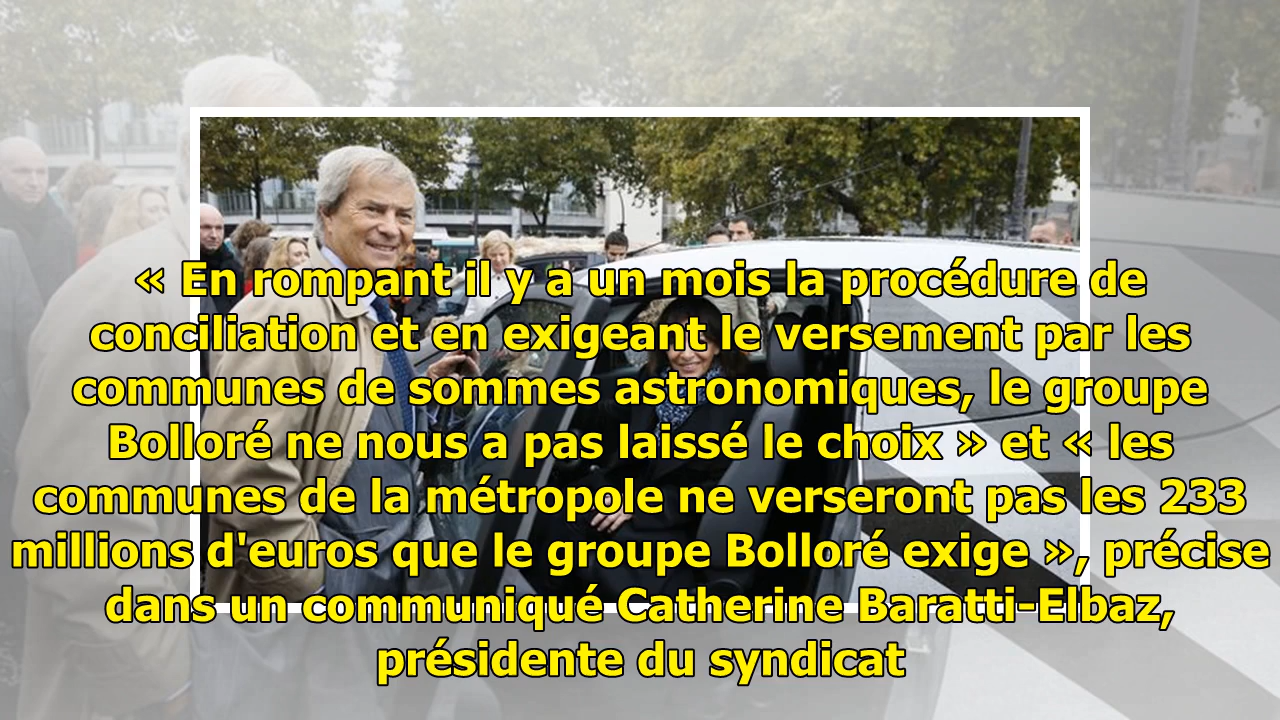 « En rompant il y a un mois la procédure de
conciliation et en exigeant le versement par les
communes de sommes astronomiques, le groupe
Bolloré ne nous a pas laissé le choix » et « les
communes de la métropole ne verseront pas les 233
millions d'euros que le groupe Bolloré exige », précise
dans un communiqué Catherine Baratti-Elbaz,
présidente du syndicat